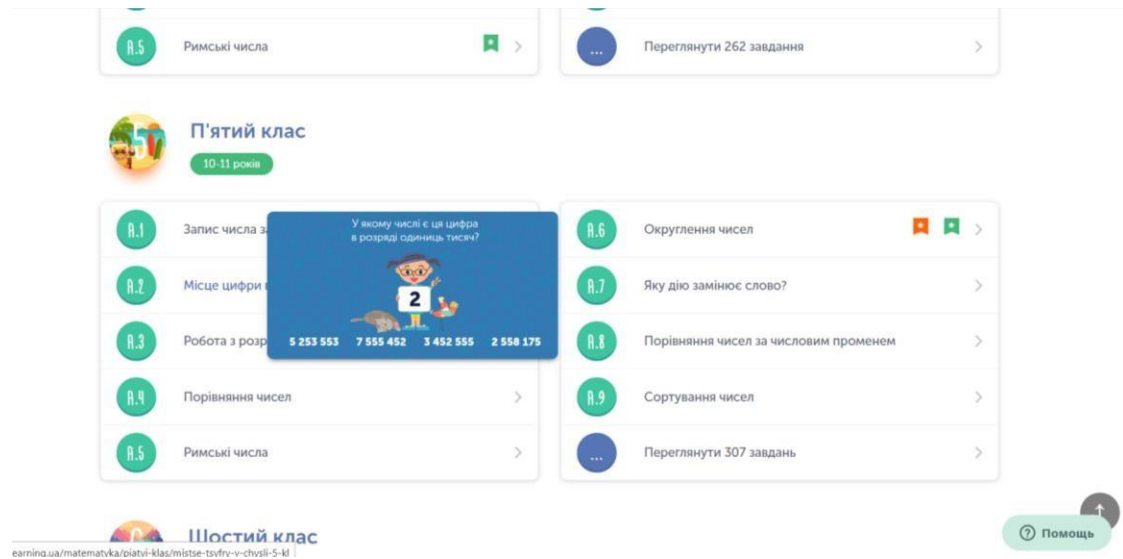 A.5 Римські числа
... Переглянути 262 завдання
5 П'ятий клас
10-11 років
A.1 Запис числа
A.2 Місце цифри
A.3 Робота з розр
A.4 Порівняння чисел
A.5 Римські числа
У якому числі є ця цифра
в розряді одиниць тисяч?
2
5 253 553 7 555 452 3 452 555 2 558 175
A.6 Округлення чисел
A.7 Яку дію замінює слово?
A.8 Порівняння чисел за числовим променем
A.9 Сортування чисел
... Переглянути 307 завдань
Шостий клас
Помощь
earning.ua/matematyka/piatyi-klas/mistse-tsyfry-v-chysli-5-kl